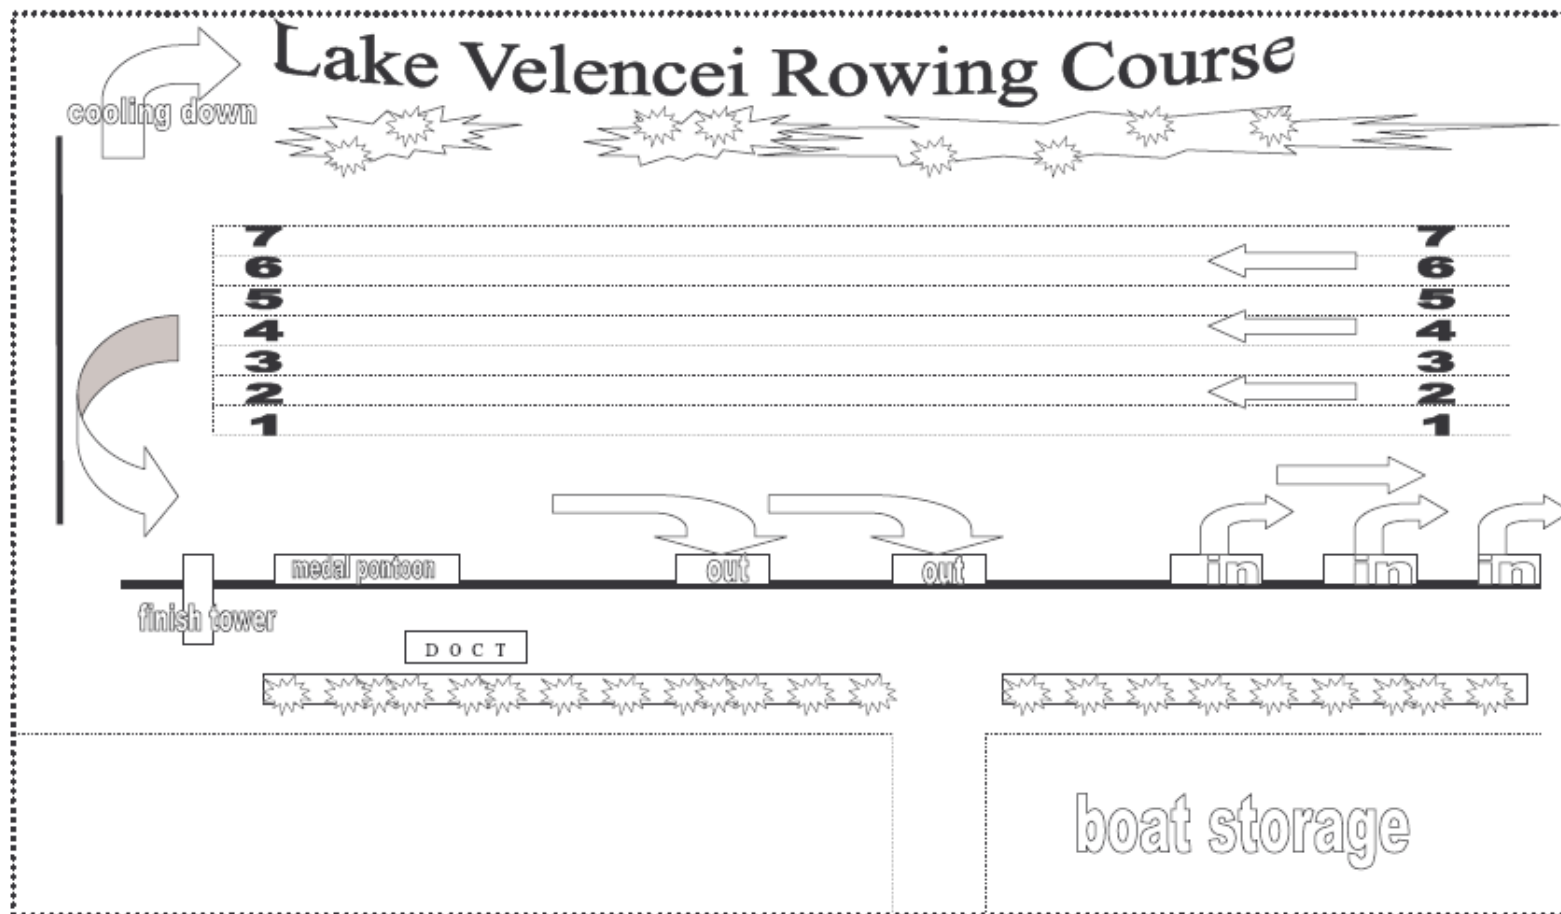 Lake Velencei Rowing Course
cooling down
7 7
6 6
5 5
4 4
3 3
2 2
1 1
medal pontoon out out in in in
finish tower
D O C T
boat storage